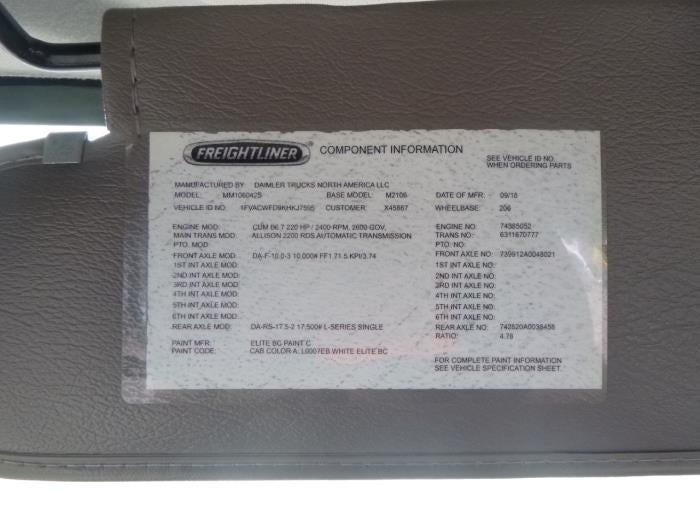 FREIGHTLINER COMPONENT INFORMATION
SEE VEHICLE ID NO.
WHEN ORDERING PARTS
MANUFACTURED BY: DAIMLER TRUCKS NORTH AMERICA LLC
MODEL: MM106042S BASE MODEL: M2106 DATE OF MFR: 09/18
VEHICLE ID NO: 1FVACWFD9KHKJ7595 CUSTOMER: X45867 WHEELBASE: 206
ENGINE MOD: CUM B6.7 220 HP / 2400 RPM, 2600 GOV, ENGINE NO: 74385052
MAIN TRANS MOD: ALLISON 2200 RDS AUTOMATIC TRANSMISSION TRANS NO: 6311670777
PTO. MOD: PTO. NO:
FRONT AXLE MOD: DA-F-10.0-3 10,000# FF1 71.5 KPI/3.74 FRONT AXLE NO: 739912A0048021
1ST INT AXLE MOD: 1ST INT AXLE NO:
2ND INT AXLE MOD: 2ND INT AXLE NO:
3RD INT AXLE MOD: 3RD INT AXLE NO:
4TH INT AXLE MOD: 4TH INT AXLE NO:
5TH INT AXLE MOD: 5TH INT AXLE NO:
6TH INT AXLE MOD: 6TH INT AXLE NO:
REAR AXLE MOD: DA-RS-17.5-2 17,500# L-SERIES SINGLE REAR AXLE NO: 742820A0038458
RATIO: 4.78
PAINT MFR: ELITE BC PAINT C
PAINT CODE: CAB COLOR A: L0007EB WHITE ELITE BC
FOR COMPLETE PAINT INFORMATION
SEE VEHICLE SPECIFICATION SHEET.